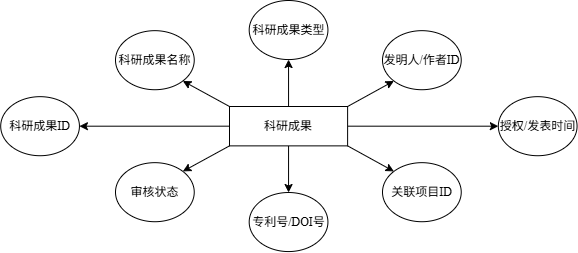 科研成果类型
科研成果名称
发明人/作者ID
科研成果ID
科研成果
授权/发表时间
审核状态
关联项目ID
专利号/DOI号